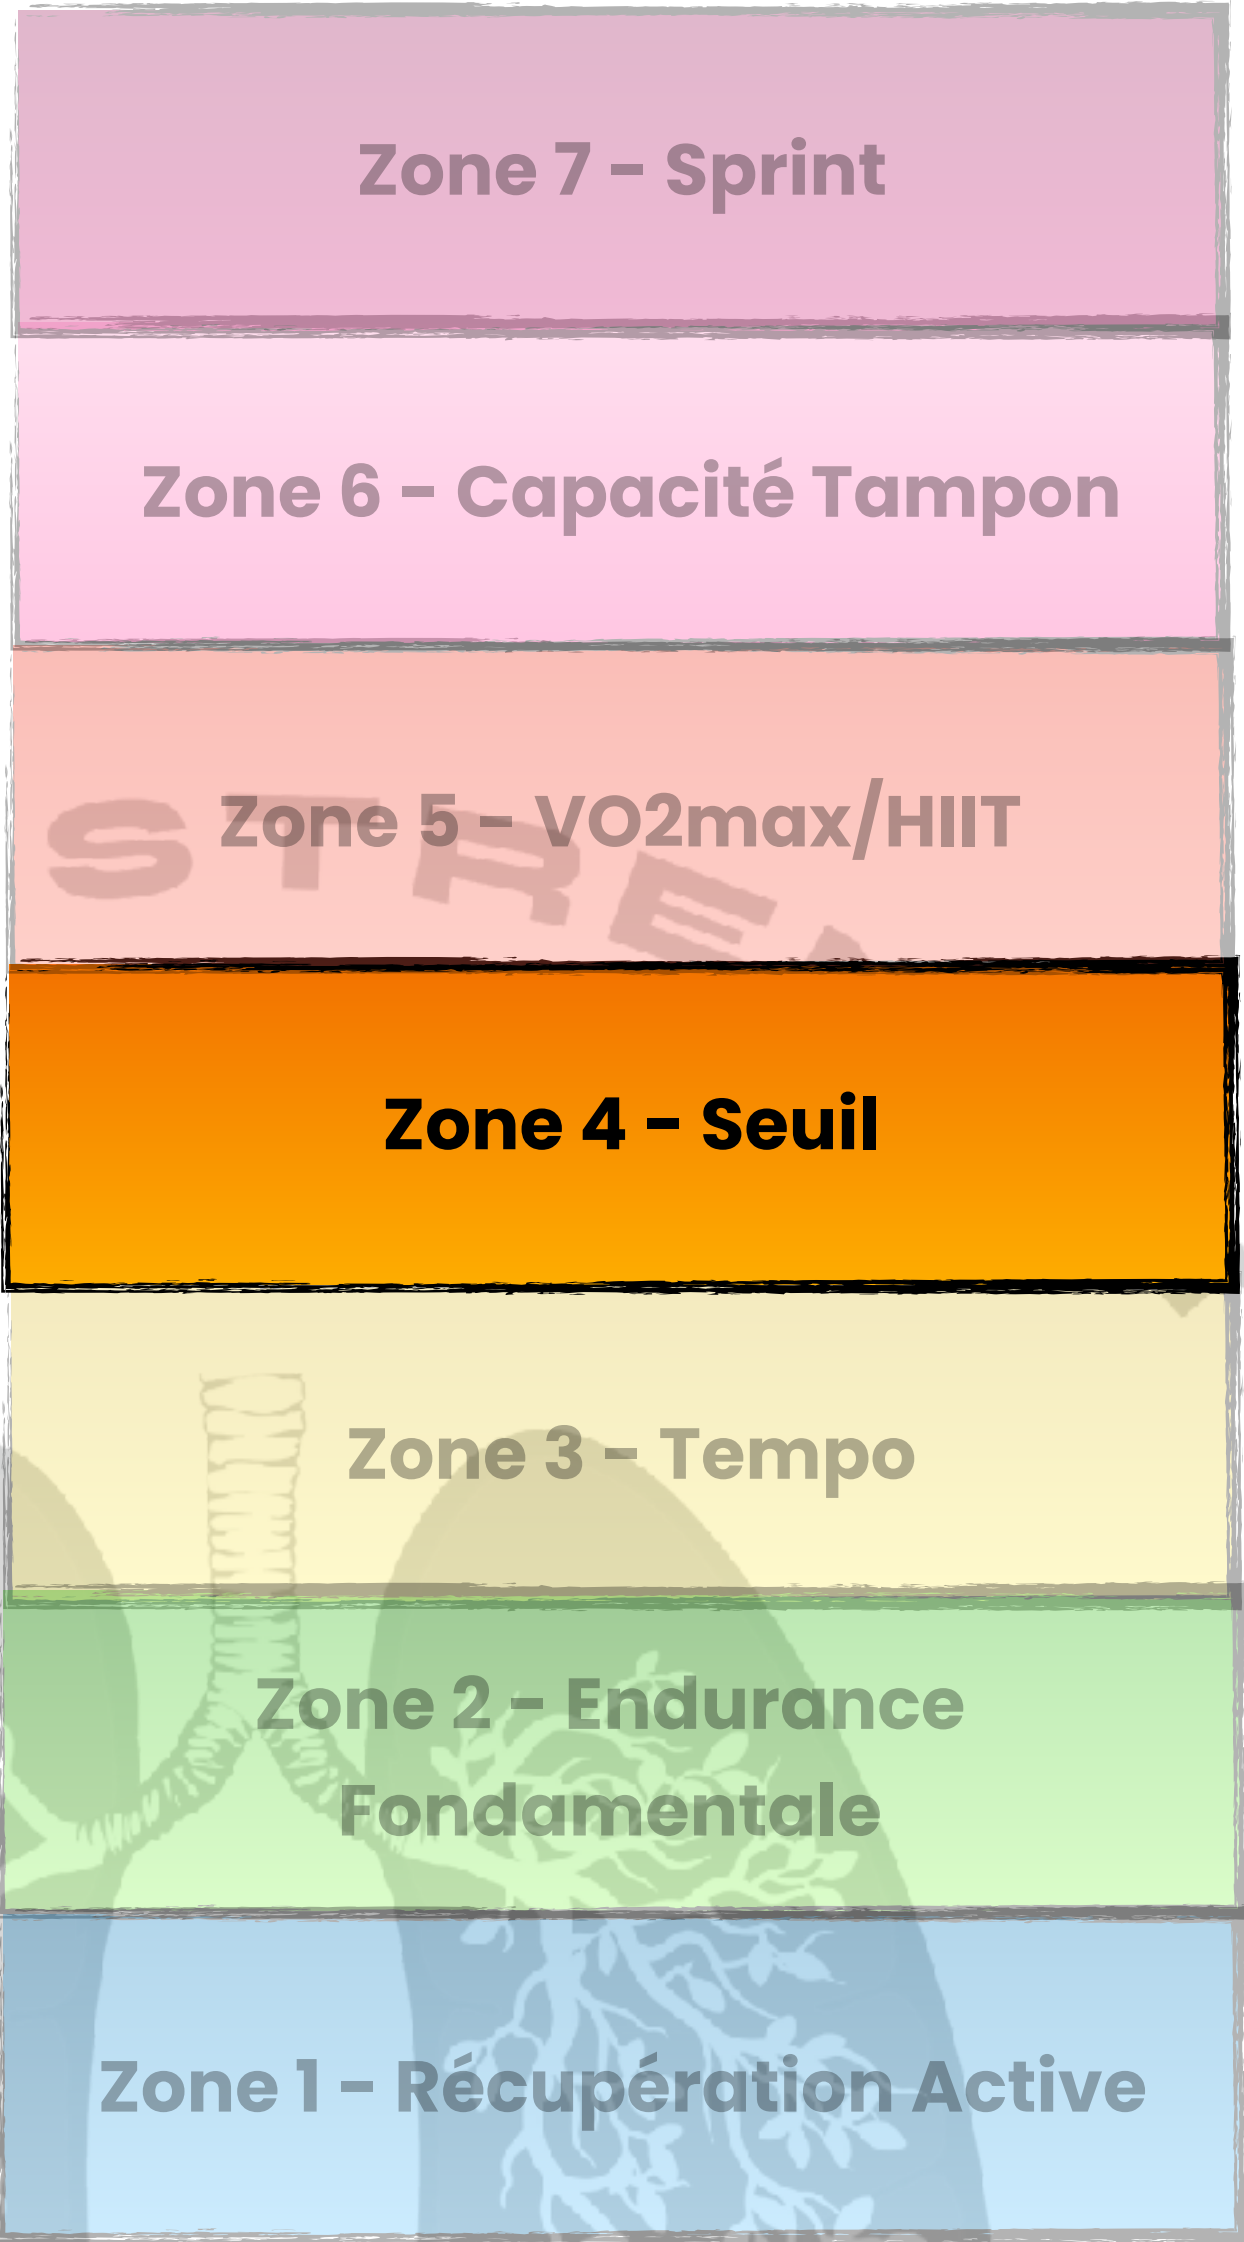 Zone 7 - Sprint
Zone 6 - Capacité Tampon
Zone 5 - VO2max/HIIT
Zone 4 - Seuil
Zone 3 - Tempo
Zone 2 - Endurance
Fondamentale
Zone 1 - Récupération Active